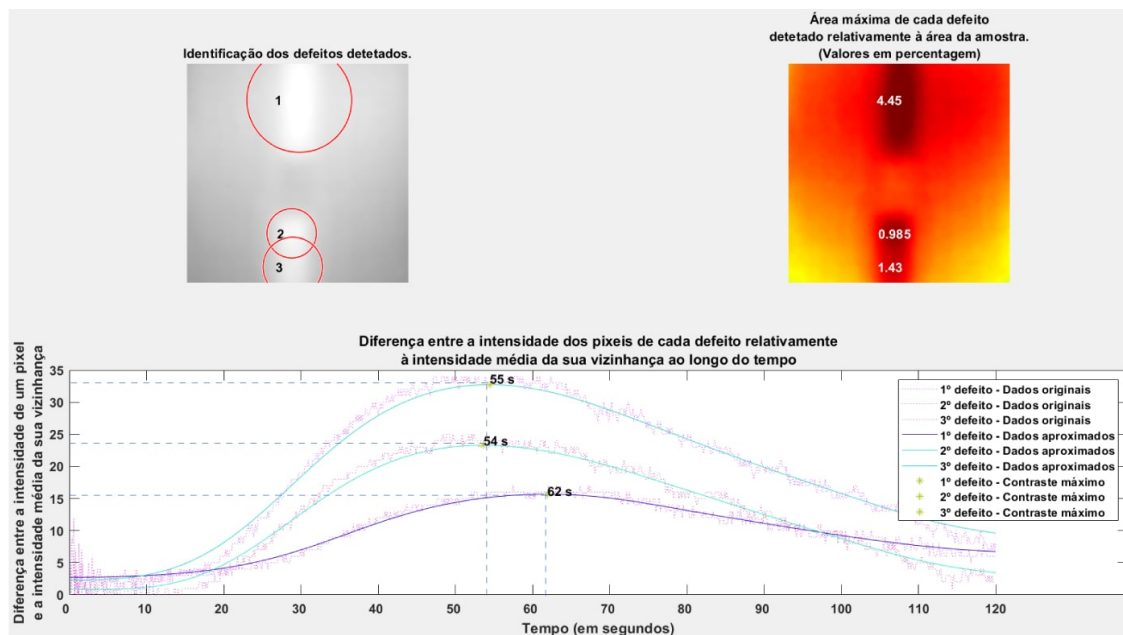 Identificação dos defeitos detetados.
1
2
3
Área máxima de cada defeito
detetado relativamente à área da amostra.
(Valores em percentagem)
4.45
0.985
1.43
Diferença entre a intensidade dos pixeis de cada defeito relativamente
à intensidade média da sua vizinhança ao longo do tempo
Diferença entre a intensidade de um pixel
e a intensidade média da sua vizinhança
35
30
25
20
15
10
5
0
55 s
54 s
62 s
1º defeito - Dados originais
2º defeito - Dados originais
3º defeito - Dados originais
1º defeito - Dados aproximados
2º defeito - Dados aproximados
3º defeito - Dados aproximados
1º defeito - Contraste máximo
2º defeito - Contraste máximo
3º defeito - Contraste máximo
0 10 20 30 40 50 60 70 80 90 100 110 120
Tempo (em segundos)